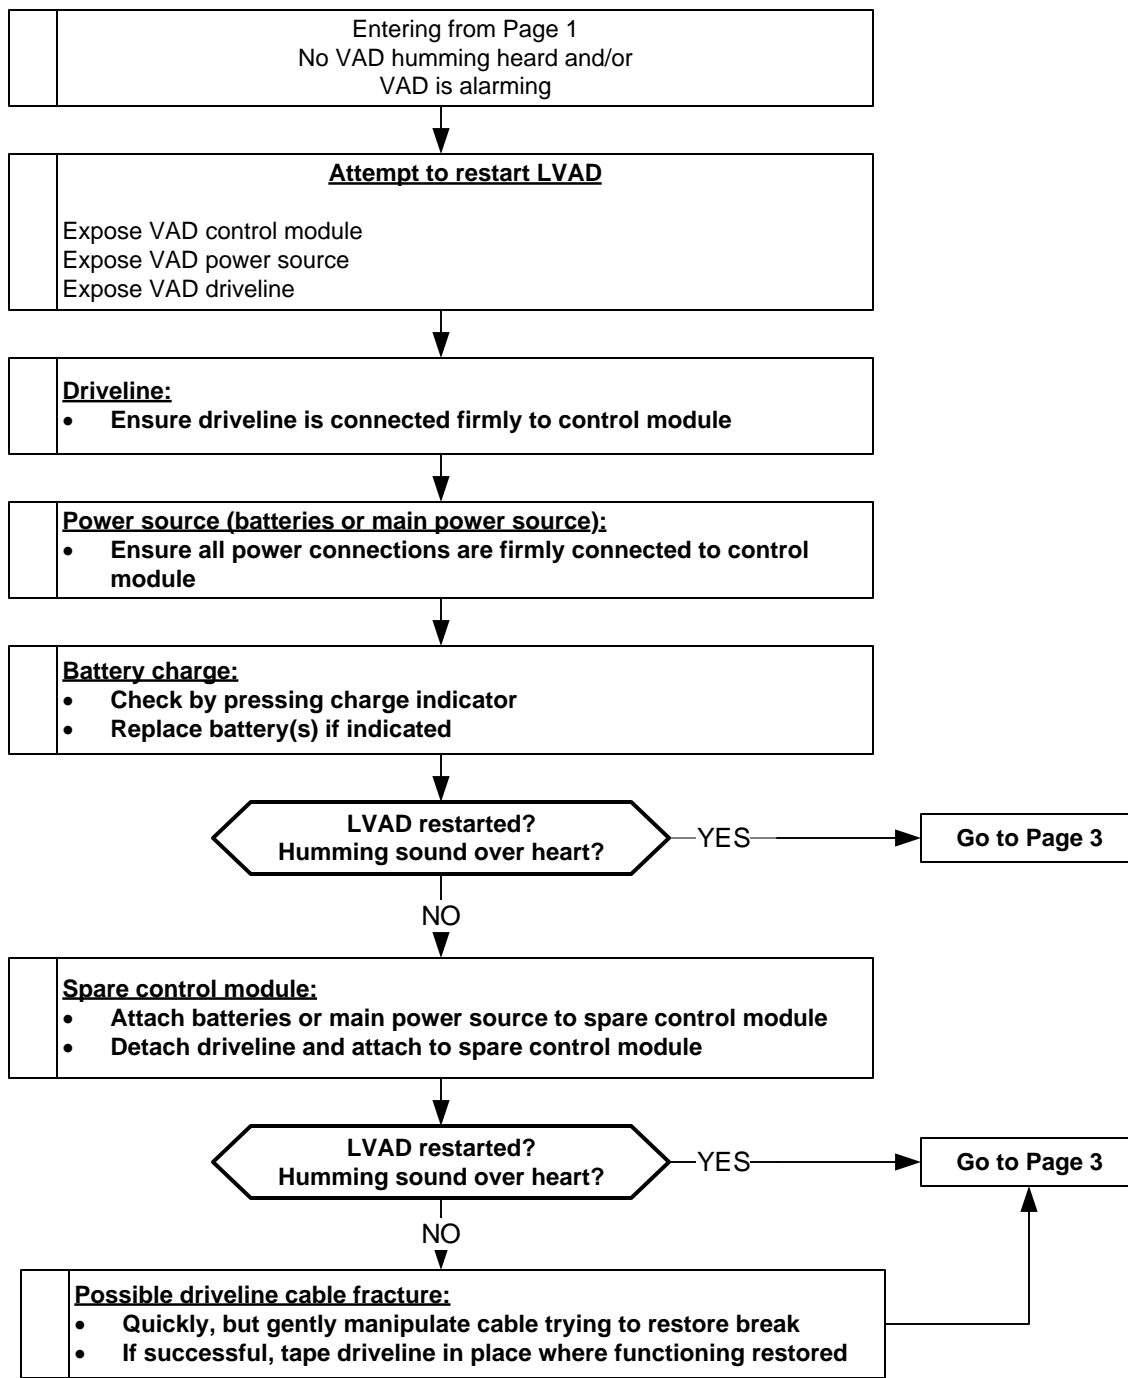 Entering from Page 1
No VAD humming heard and/or
VAD is alarming
Attempt to restart LVAD
Expose VAD control module
Expose VAD power source
Expose VAD driveline
Driveline:
• Ensure driveline is connected firmly to control module
Power source (batteries or main power source):
• Ensure all power connections are firmly connected to control
module
Battery charge:
• Check by pressing charge indicator
• Replace battery(s) if indicated
LVAD restarted?
Humming sound over heart?
YES
Go to Page 3
NO
Spare control module:
• Attach batteries or main power source to spare control module
• Detach driveline and attach to spare control module
LVAD restarted?
Humming sound over heart?
YES
Go to Page 3
NO
Possible driveline cable fracture:
• Quickly, but gently manipulate cable trying to restore break
• If successful, tape driveline in place where functioning restored